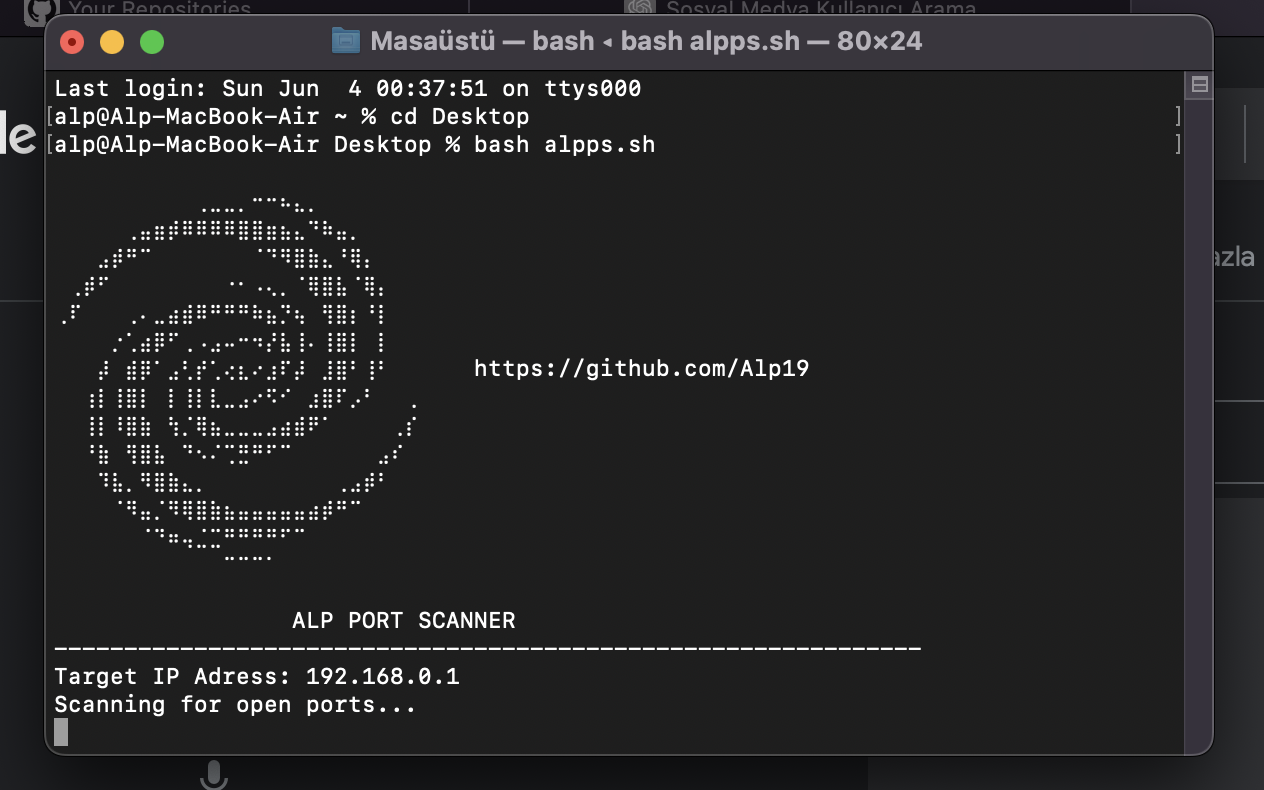 Your Repositories
Sosyal Medya Kullanıcı Arama
Masaüstü — bash ◂ bash alpps.sh — 80×24
Last login: Sun Jun  4 00:37:51 on ttys000
[alp@Alp-MacBook-Air ~ % cd Desktop ]
[alp@Alp-MacBook-Air Desktop % bash alpps.sh ]
https://github.com/Alp19
ALP PORT SCANNER
--------------------------------------------------------------
Target IP Adress: 192.168.0.1
Scanning for open ports...